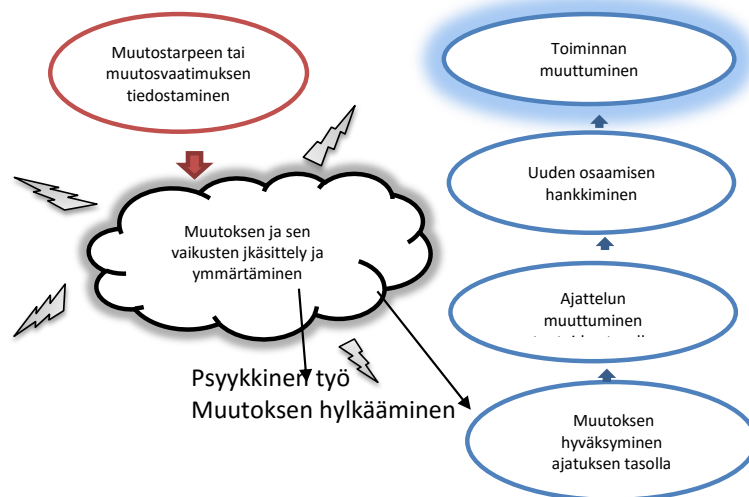 Muutostarpeen tai
muutosvaatimuksen
tiedostaminen
Muutoksen ja sen
vaikusten jkäsittely ja
ymmärtäminen
Psyykkinen työ
Muutoksen hylkääminen
Toiminnan
muuttuminen
Uuden osaamisen
hankkiminen
Ajattelun
muuttuminen
Muutoksen
hyväksyminen
ajatuksen tasolla